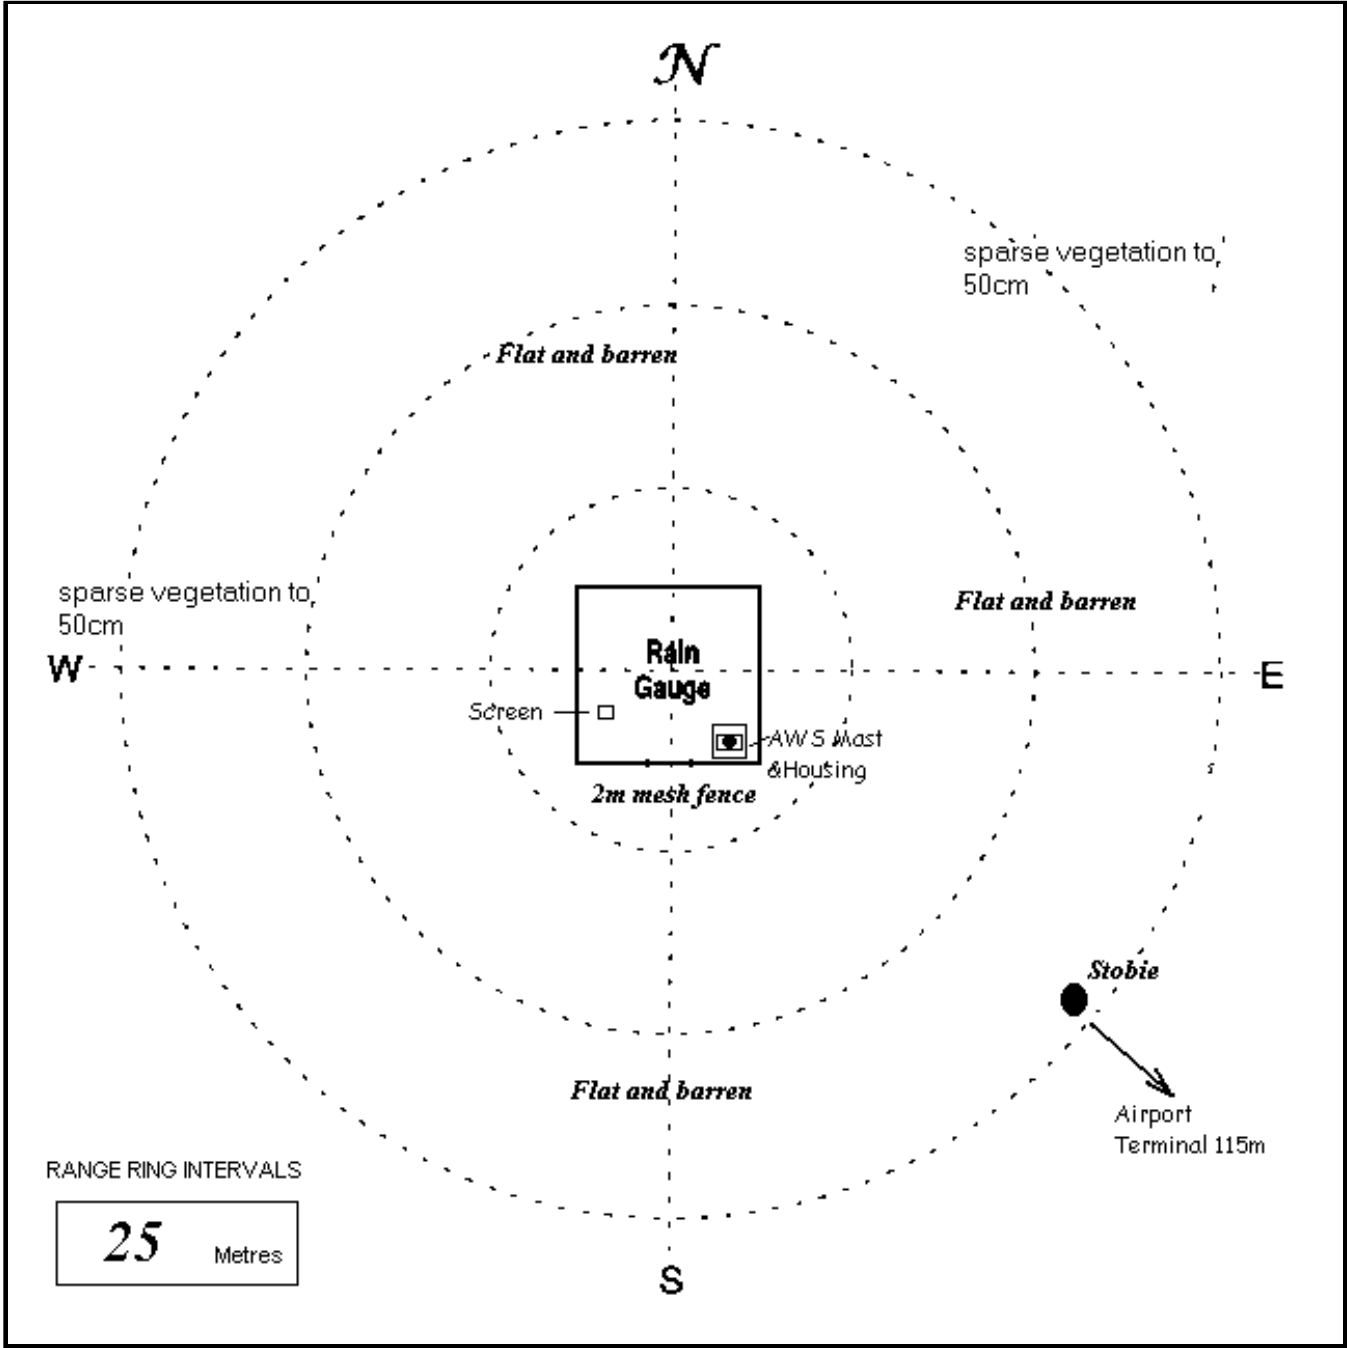 N
sparse vegetation to
50cm
Flat and barren
sparse vegetation to
50cm
Flat and barren
W
Rain
Gauge
E
Screen
AWS Mast
&Housing
2m mesh fence
Stobie
Flat and barren
Airport
Terminal 115m
RANGE RING INTERVALS
25 Metres
S